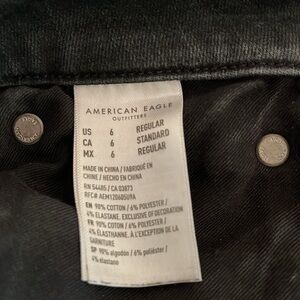 AMERICAN EAGLE
OUTFITTERS
US 6 REGULAR
CA 6 STANDARD
MX 6 REGULAR
MADE IN CHINA / FABRIQUÉ EN
CHINE / HECHO EN CHINA
RN 54485 / CA 03873
RFC# AEM120605U9A
EN 90% COTTON / 6% POLYESTER /
4% ELASTANE. EXCLUSIVE OF DECORATION
FR 90% COTON / 6% POLYESTER /
4% ÉLASTHANNE. À L'EXCEPTION DE LA
GARNITURE
SP 90% algodón / 6% poliéster /
4% elastano